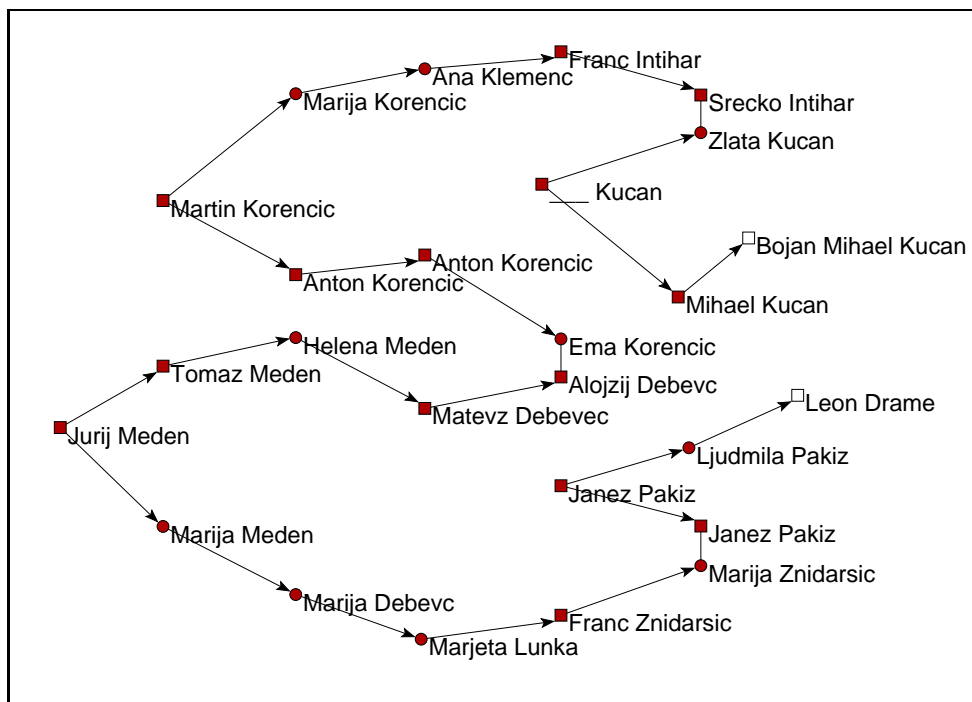 Franc Intihar
Ana Klemenc
Marija Korencic
Srecko Intihar
Zlata Kucan
___ Kucan
Martin Korencic
Bojan Mihael Kucan
Anton Korencic
Anton Korencic
Mihael Kucan
Helena Meden
Ema Korencic
Tomaz Meden
Alojzij Debevc
Leon Drame
Matevz Debevec
Jurij Meden
Ljudmila Pakiz
Janez Pakiz
Marija Meden
Janez Pakiz
Marija Znidarsic
Marija Debevc
Franc Znidarsic
Marjeta Lunka